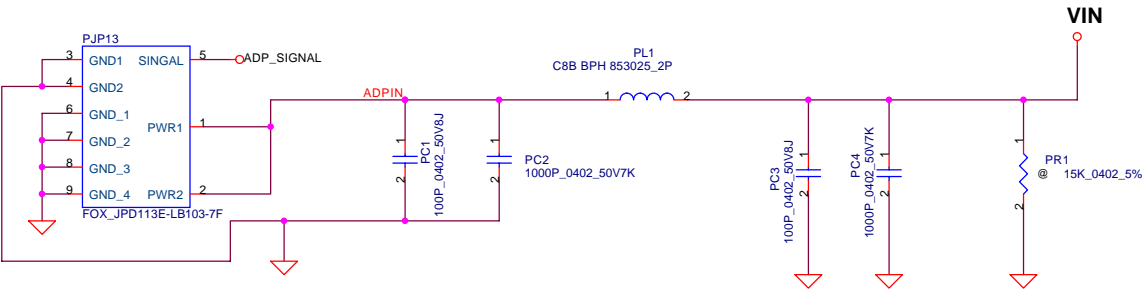 VIN
PJP13
3 GND1 SINGAL 5 ADP_SIGNAL
4 GND2
6 GND_1
PWR1 1
7 GND_2
8 GND_3
9 GND_4 PWR2 2
FOX_JPD113E-LB103-7F
ADPIN
PL1
C8B BPH 853025_2P
1 2
1
2
PC1
100P_0402_50V8J
1
2
PC2
1000P_0402_50V7K
1
2
PC3
100P_0402_50V8J
1
2
PC4
1000P_0402_50V7K
1
2
PR1
@ 15K_0402_5%